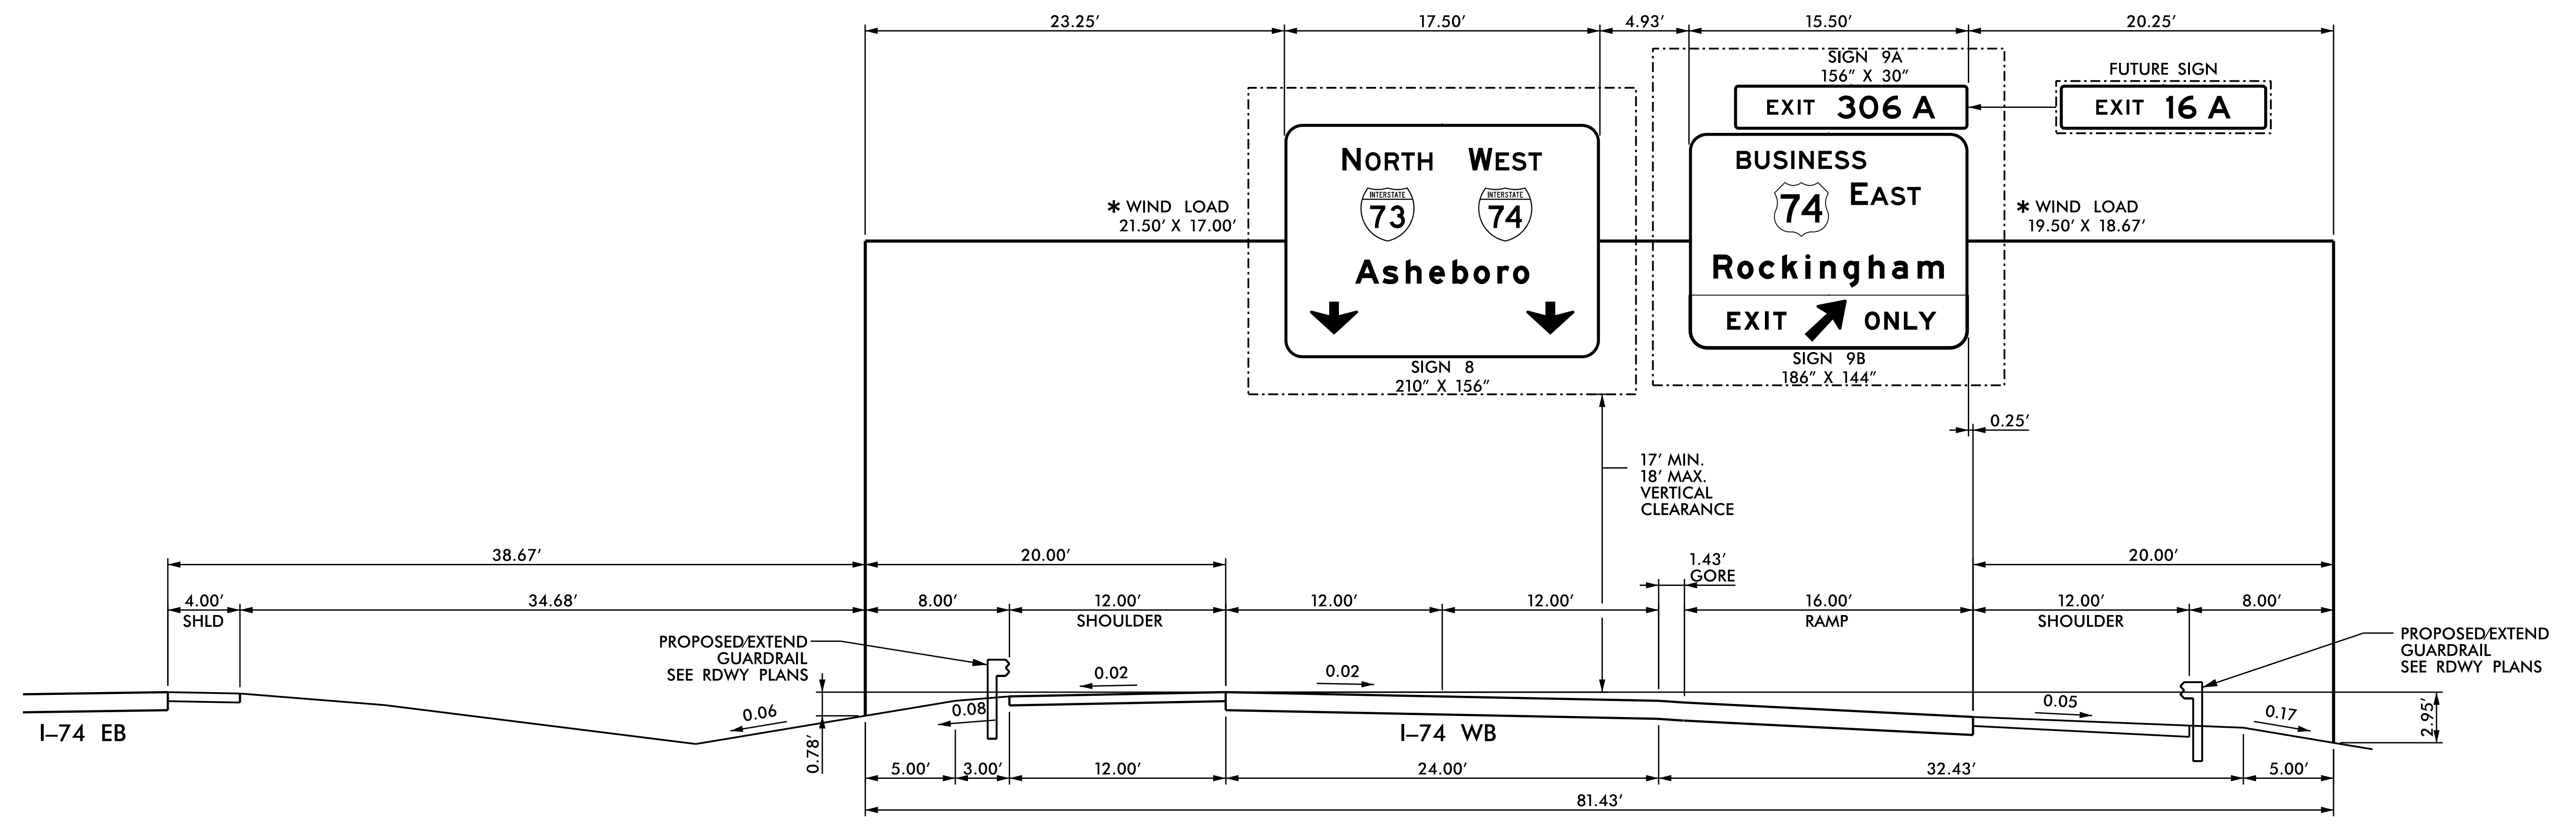 23.25′ 17.50′ 4.93′ 15.50′ 20.25′
SIGN 9A
156″ X 30″
FUTURE SIGN
EXIT 306 A
EXIT 16 A
NORTH WEST
INTERSTATE
73
INTERSTATE
74
Asheboro
BUSINESS
74 EAST
Rockingham
EXIT ONLY
* WIND LOAD
21.50′ X 17.00′
* WIND LOAD
19.50′ X 18.67′
SIGN 8
210″ X 156″
SIGN 9B
186″ X 144″
0.25′
17′ MIN.
18′ MAX.
VERTICAL
CLEARANCE
38.67′ 20.00′
1.43′
GORE
20.00′
4.00′
SHLD
34.68′ 8.00′
12.00′
SHOULDER
12.00′ 12.00′
16.00′
RAMP
12.00′
SHOULDER
8.00′
PROPOSED/EXTEND
GUARDRAIL
SEE RDWY PLANS
PROPOSED/EXTEND
GUARDRAIL
SEE RDWY PLANS
0.02 0.02
0.06 0.08 0.05 0.17
0.78′
2.95′
I–74 EB
I–74 WB
5.00′ 3.00′ 12.00′ 24.00′ 32.43′ 5.00′
81.43′